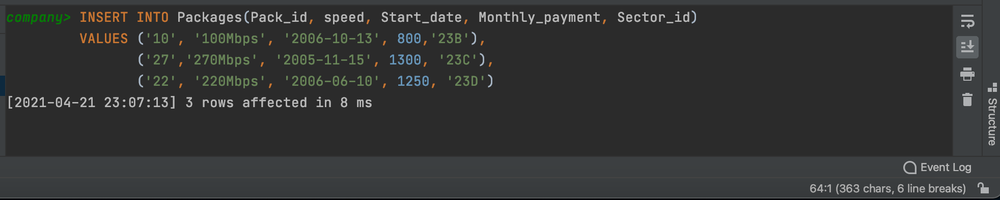 company> INSERT INTO Packages(Pack_id, speed, Start_date, Monthly_payment, Sector_id)
VALUES ('10', '100Mbps', '2006-10-13', 800,'23B'),
('27','270Mbps', '2005-11-15', 1300, '23C'),
('22', '220Mbps', '2006-06-10', 1250, '23D')
[2021-04-21 23:07:13] 3 rows affected in 8 ms
Structure
Event Log
64:1 (363 chars, 6 line breaks)